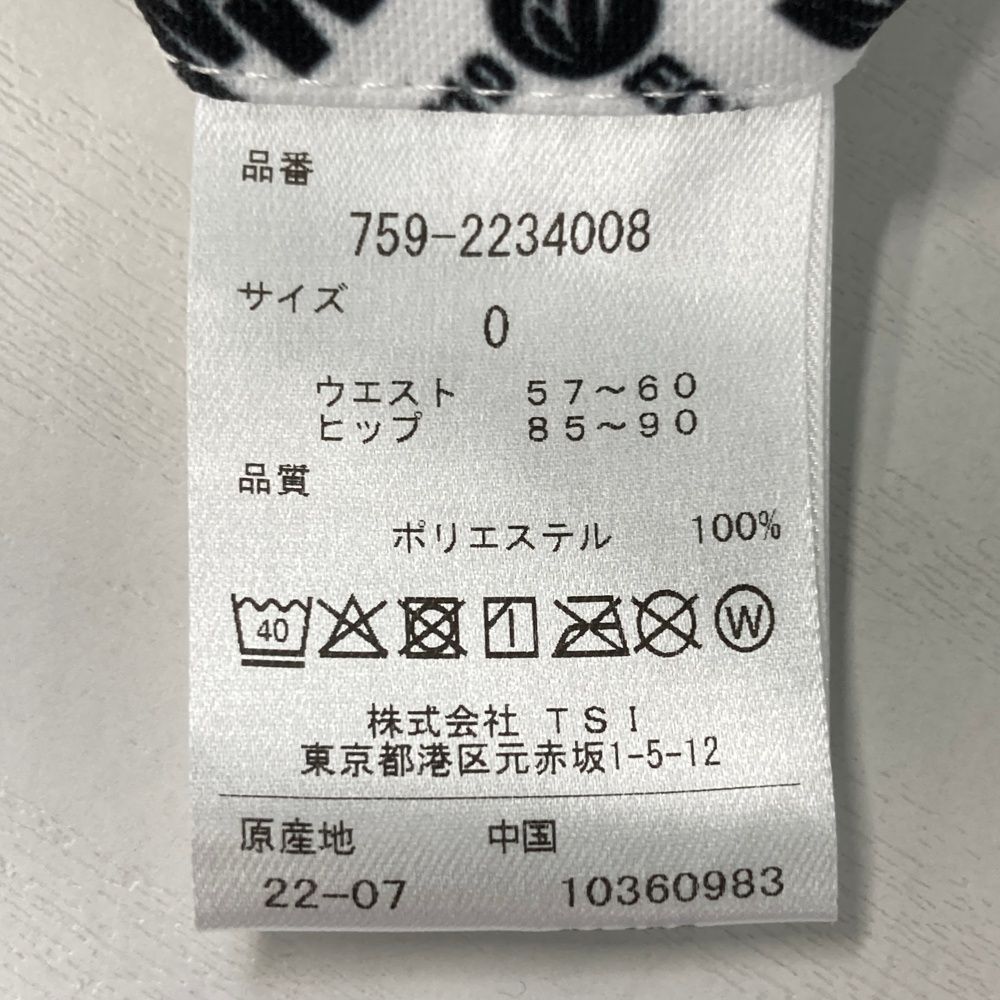 品番
759-2234008
サイズ
0
ウエスト 57～60
ヒップ 85～90
品質
ポリエステル 100%
40
W
株式会社 TSI
東京都港区元赤坂1-5-12
原産地 中国
22-07 10360983